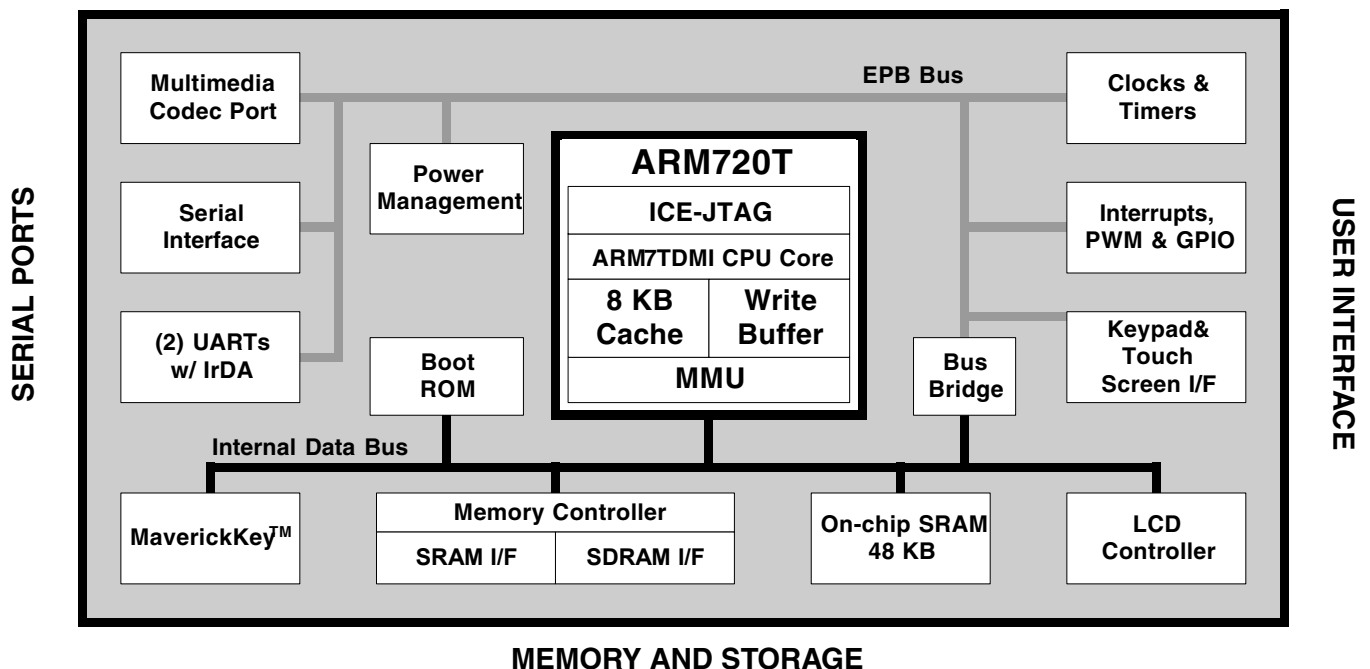 SERIAL PORTS
Multimedia
Codec Port
Serial
Interface
(2) UARTs
w/ IrDA
Power
Management
EPB Bus
ARM720T
ICE-JTAG
ARM7TDMI CPU Core
8 KB
Cache
Write
Buffer
MMU
Clocks &
Timers
Interrupts,
PWM & GPIO
Keypad&
Touch
Screen I/F
USER INTERFACE
Boot
ROM
Bus
Bridge
Internal Data Bus
MaverickKey™
Memory Controller
SRAM I/F
SDRAM I/F
On-chip SRAM
48 KB
LCD
Controller
MEMORY AND STORAGE